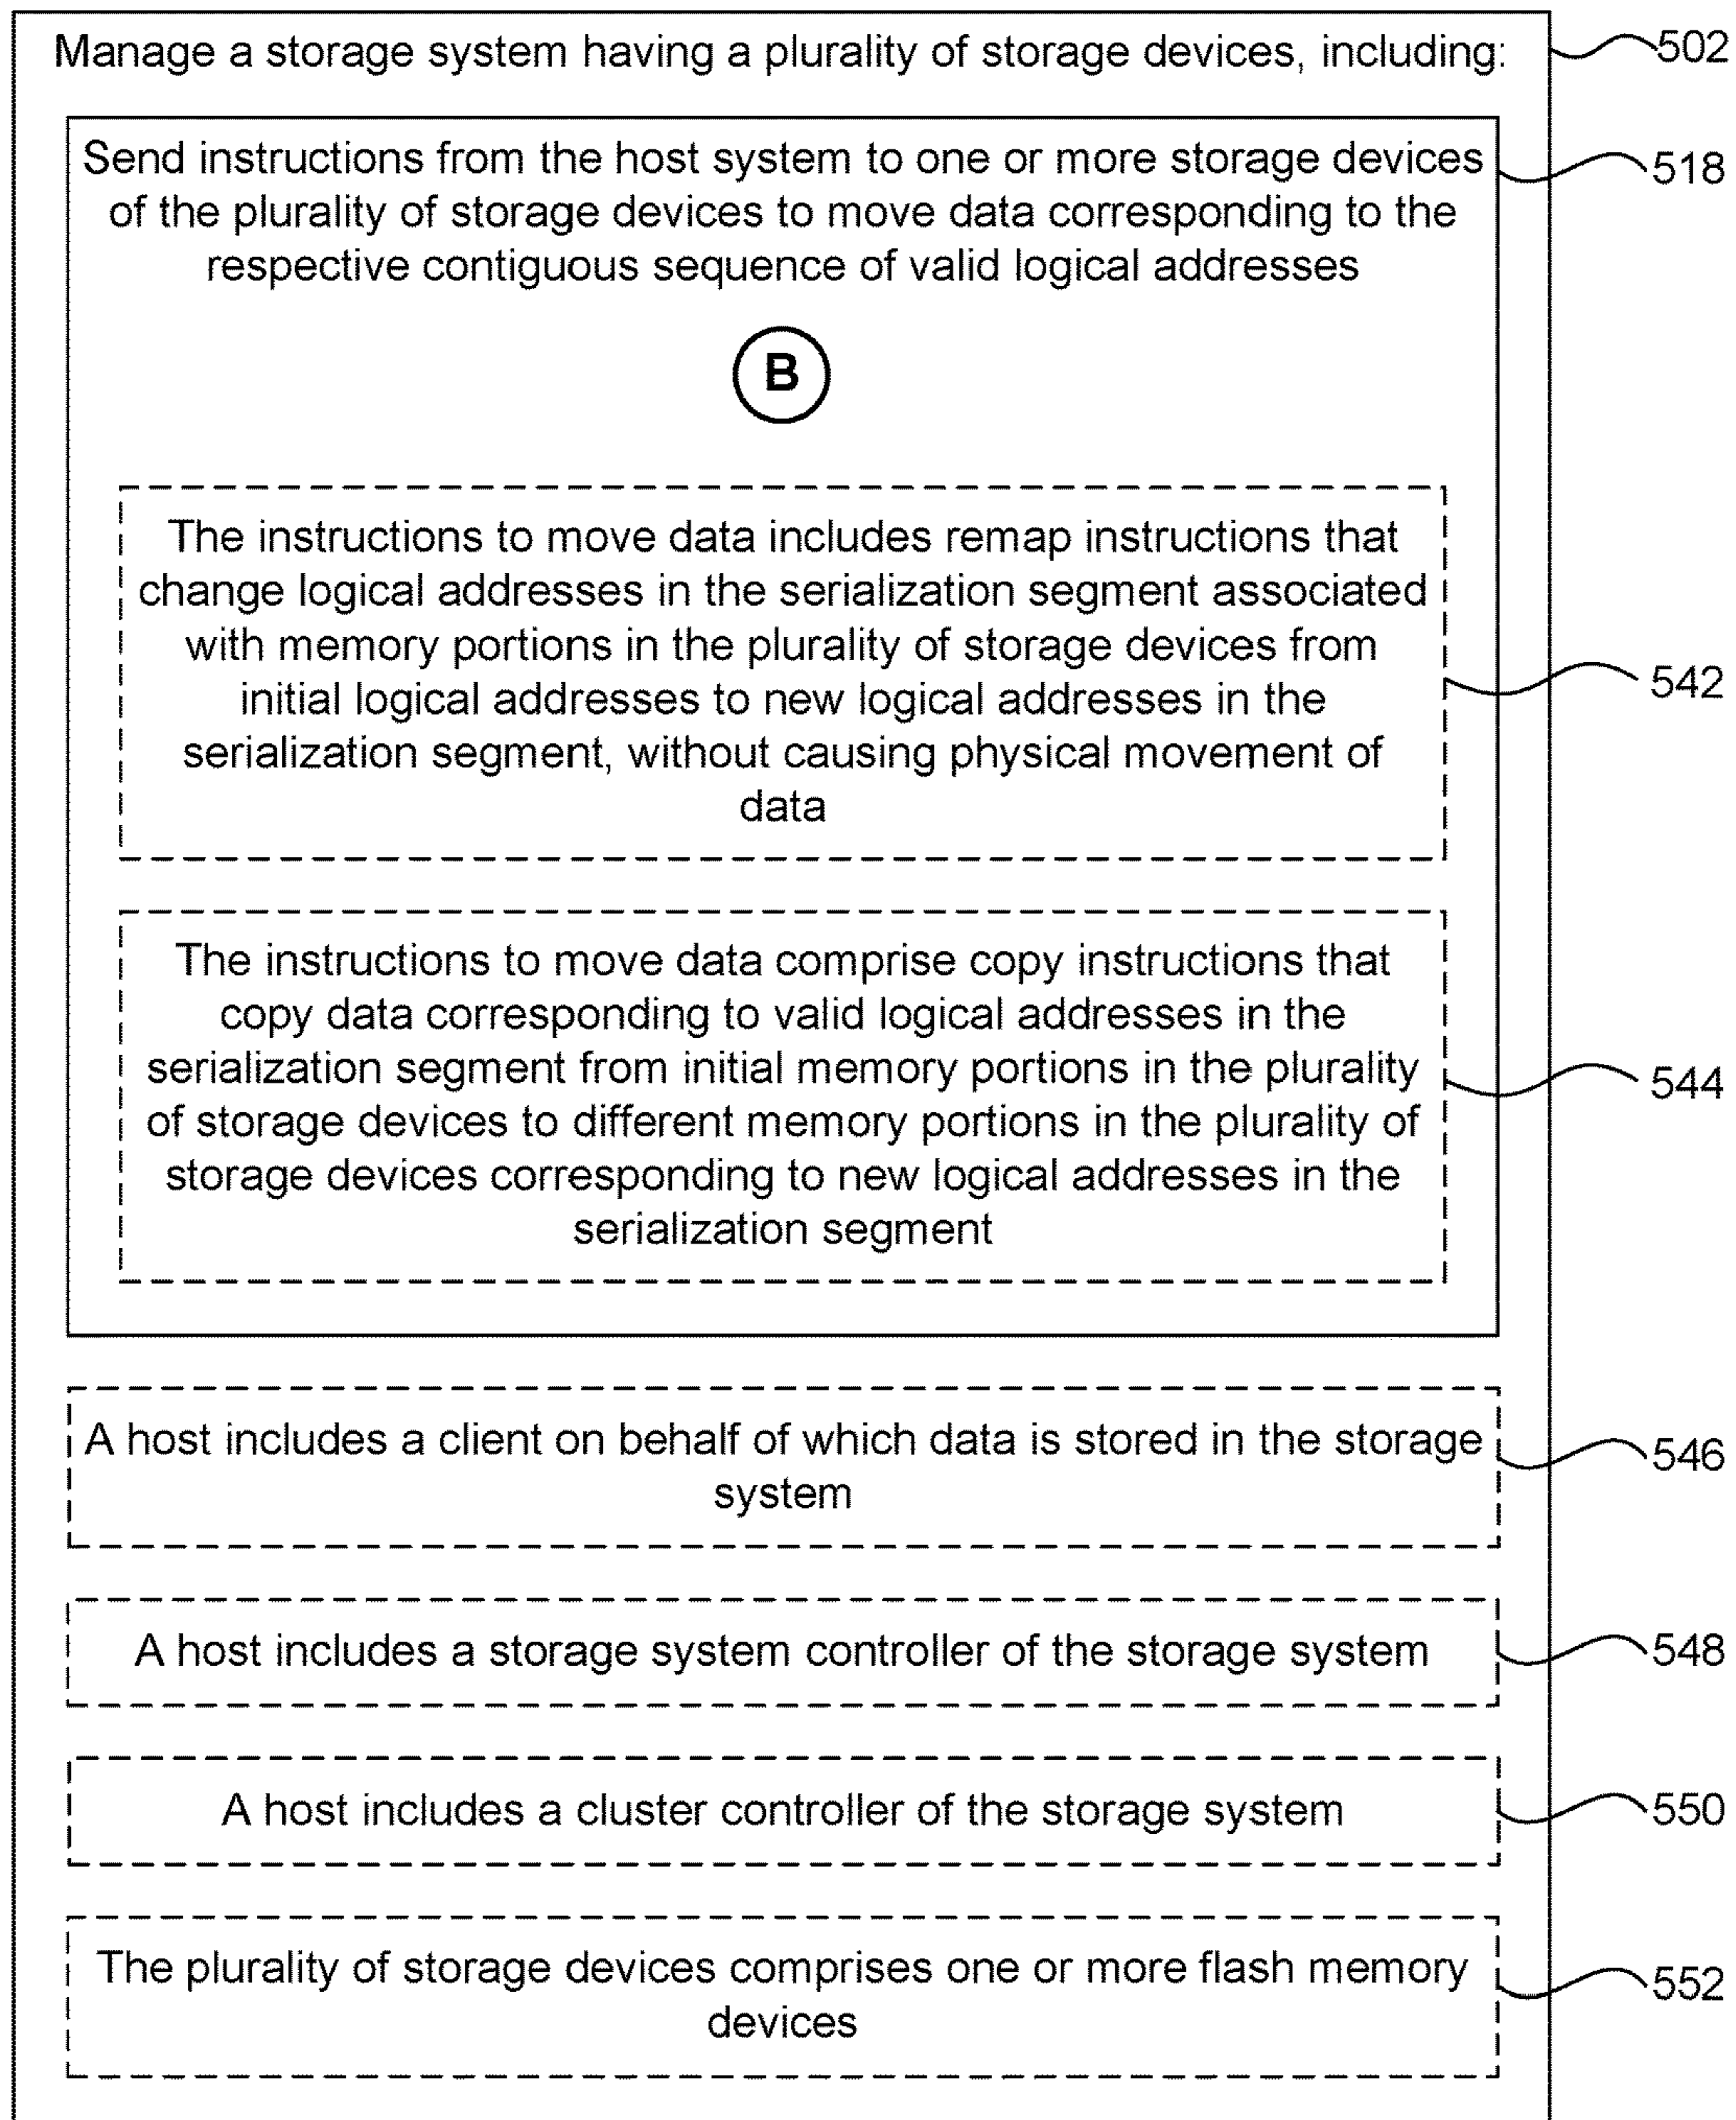 Manage a storage system having a plurality of storage devices, including:
502
Send instructions from the host system to one or more storage devices
of the plurality of storage devices to move data corresponding to the
respective contiguous sequence of valid logical addresses
518
B
The instructions to move data includes remap instructions that
change logical addresses in the serialization segment associated
with memory portions in the plurality of storage devices from
initial logical addresses to new logical addresses in the
serialization segment, without causing physical movement of
data
542
The instructions to move data comprise copy instructions that
copy data corresponding to valid logical addresses in the
serialization segment from initial memory portions in the plurality
of storage devices to different memory portions in the plurality of
storage devices corresponding to new logical addresses in the
serialization segment
544
A host includes a client on behalf of which data is stored in the storage
system
546
A host includes a storage system controller of the storage system
548
A host includes a cluster controller of the storage system
550
The plurality of storage devices comprises one or more flash memory
devices
552